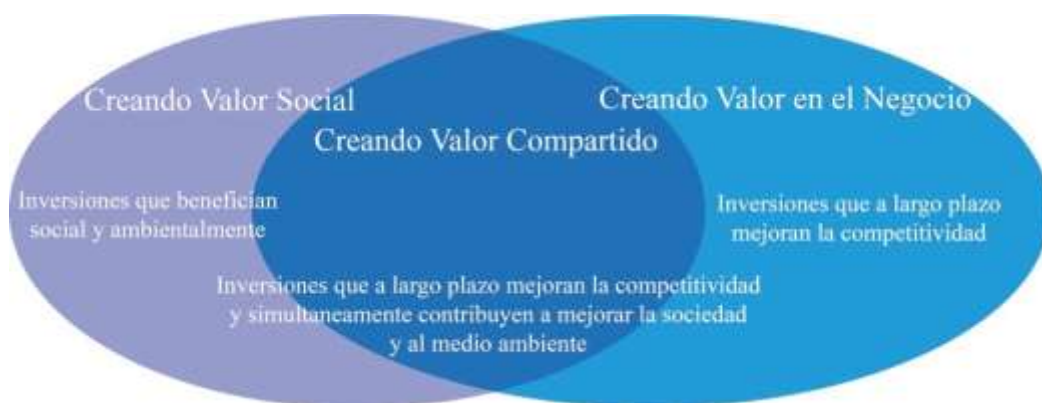 Creando Valor Social
Creando Valor en el Negocio
Creando Valor Compartido
Inversiones que benefician
social y ambientalmente
Inversiones que a largo plazo
mejoran la competitividad
Inversiones que a largo plazo mejoran la competitividad
y simultaneamente contribuyen a mejorar la sociedad
y al medio ambiente